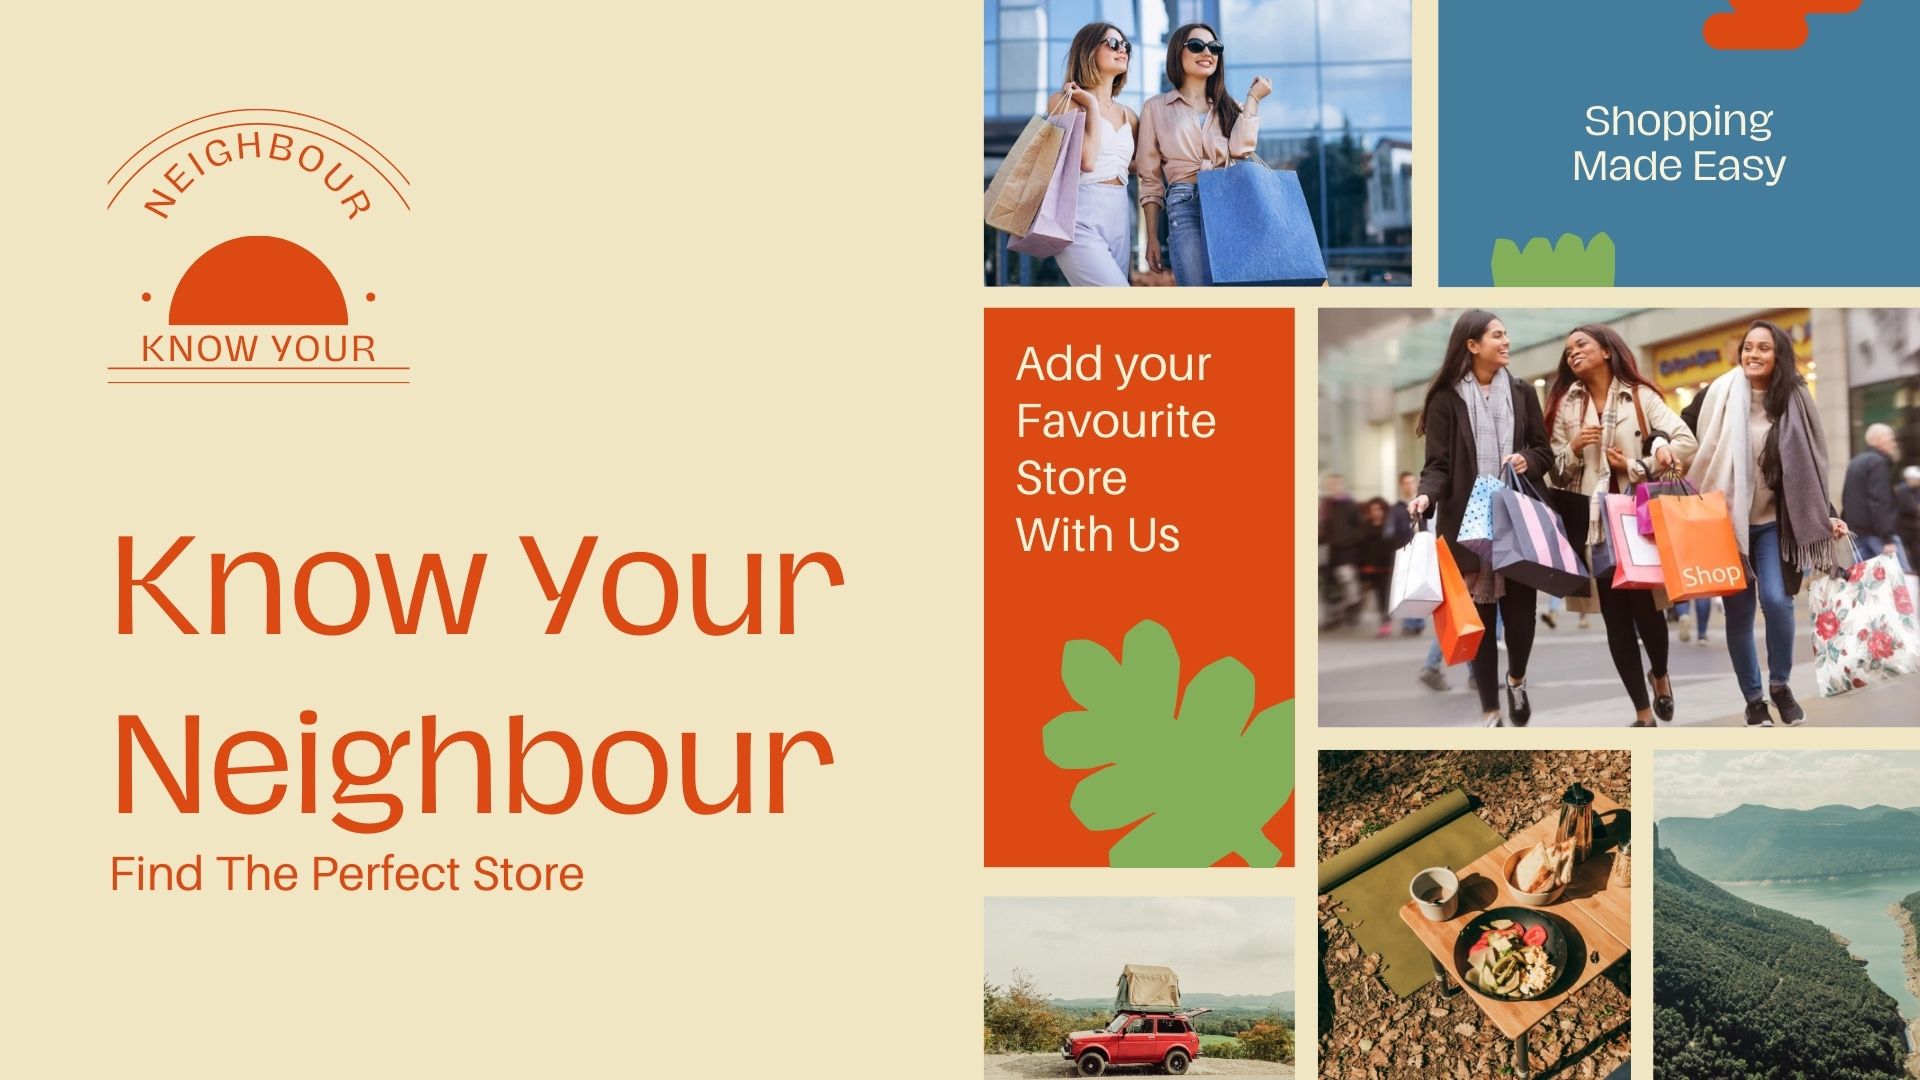 NEIGHBOUR
KNOW YOUR
Know Your
Neighbour
Find The Perfect Store
Shopping
Made Easy
Add your
Favourite
Store
With Us
Shop